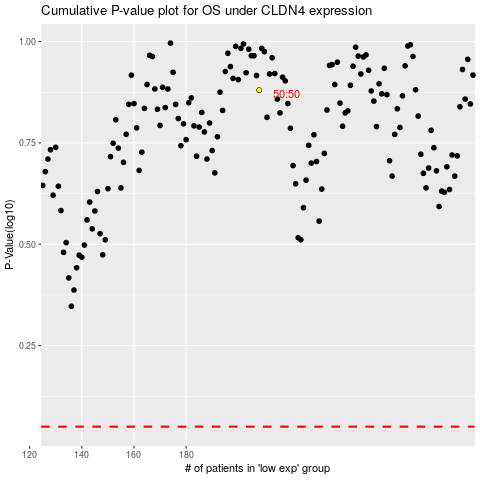 Cumulative P-value plot for OS under CLDN4 expression
1.00
50:50
0.75
P-Value(log10)
0.50
0.25
120 125 140 160 180
# of patients in 'low exp' group